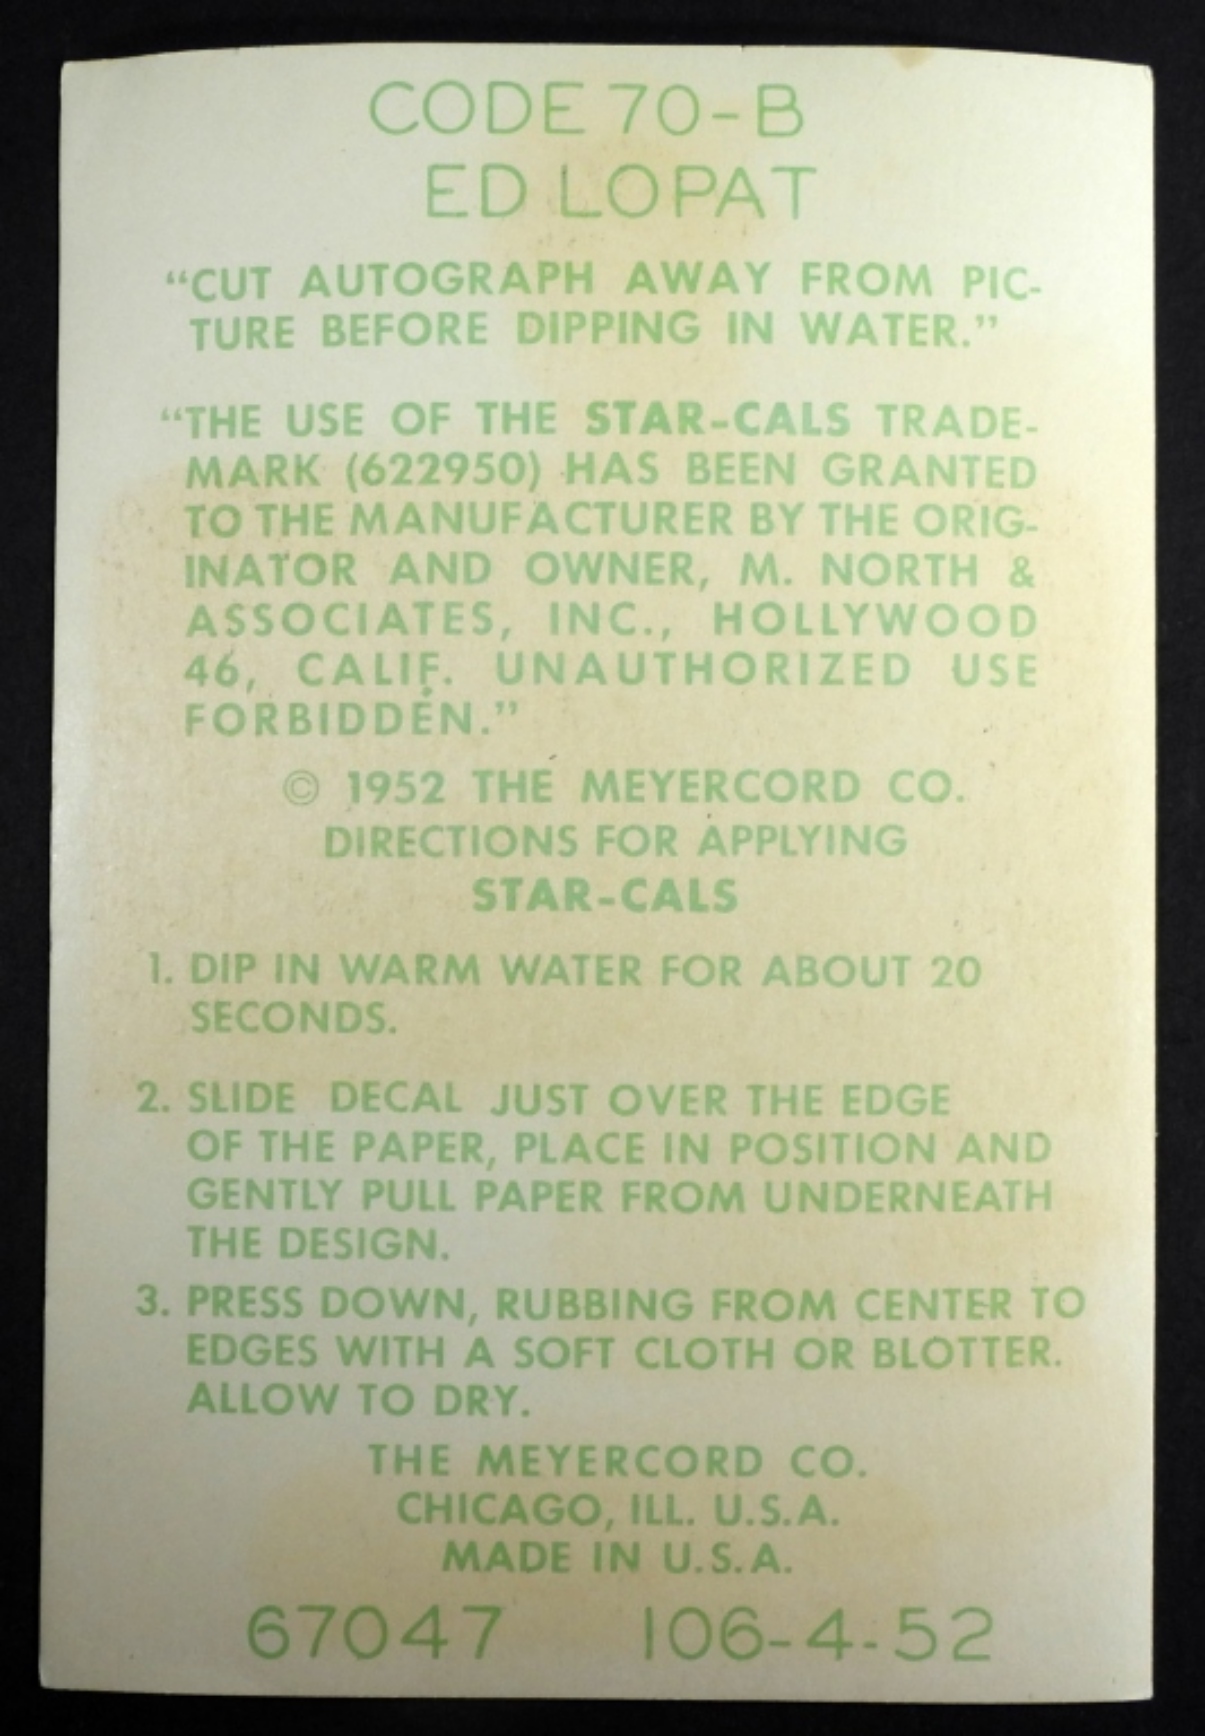 CODE 70-B
ED LOPAT
“CUT AUTOGRAPH AWAY FROM PIC-
TURE BEFORE DIPPING IN WATER.”
“THE USE OF THE STAR-CALS TRADE-
MARK (622950) HAS BEEN GRANTED
TO THE MANUFACTURER BY THE ORIG-
INATOR AND OWNER, M. NORTH &
ASSOCIATES, INC., HOLLYWOOD
46, CALIF. UNAUTHORIZED USE
FORBIDDEN.”
© 1952 THE MEYERCORD CO.
DIRECTIONS FOR APPLYING
STAR-CALS
1. DIP IN WARM WATER FOR ABOUT 20
SECONDS.
2. SLIDE DECAL JUST OVER THE EDGE
OF THE PAPER, PLACE IN POSITION AND
GENTLY PULL PAPER FROM UNDERNEATH
THE DESIGN.
3. PRESS DOWN, RUBBING FROM CENTER TO
EDGES WITH A SOFT CLOTH OR BLOTTER.
ALLOW TO DRY.
THE MEYERCORD CO.
CHICAGO, ILL. U.S.A.
MADE IN U.S.A.
67047 106-4-52